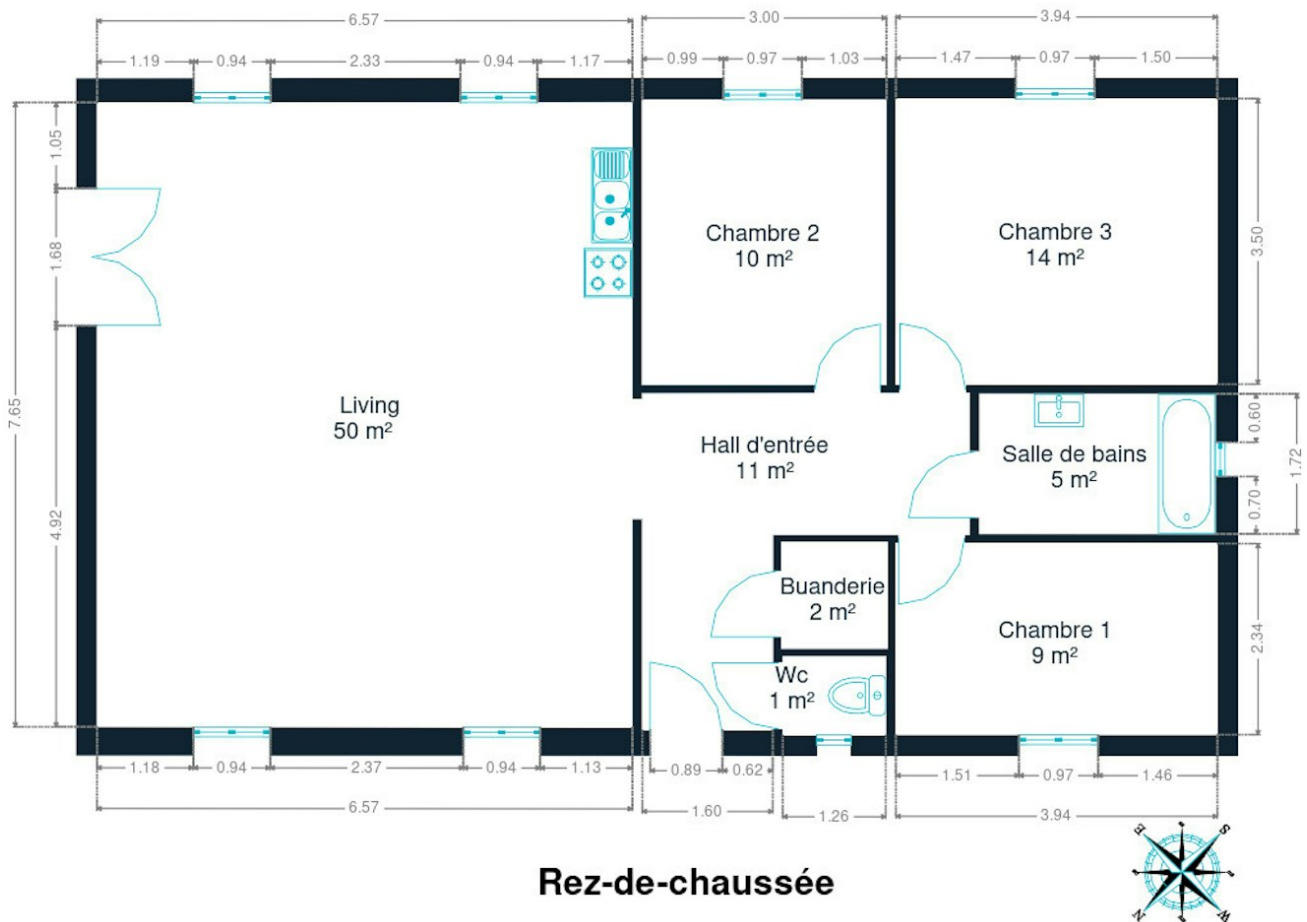 6.57
3.00
3.94
1.19
0.94
2.33
0.94
1.17
0.99
0.97
1.03
1.47
0.97
1.50
1.05
1.68
4.92
7.65
Living
50 m²
Chambre 2
10 m²
Chambre 3
14 m²
3.50
Hall d'entrée
11 m²
Salle de bains
5 m²
0.60
0.70
1.72
Buanderie
2 m²
Wc
1 m²
Chambre 1
9 m²
2.34
1.18
0.94
2.37
0.94
1.13
0.89
0.62
1.51
0.97
1.46
6.57
1.60
1.26
3.94
Rez-de-chaussée
E
S
N
W